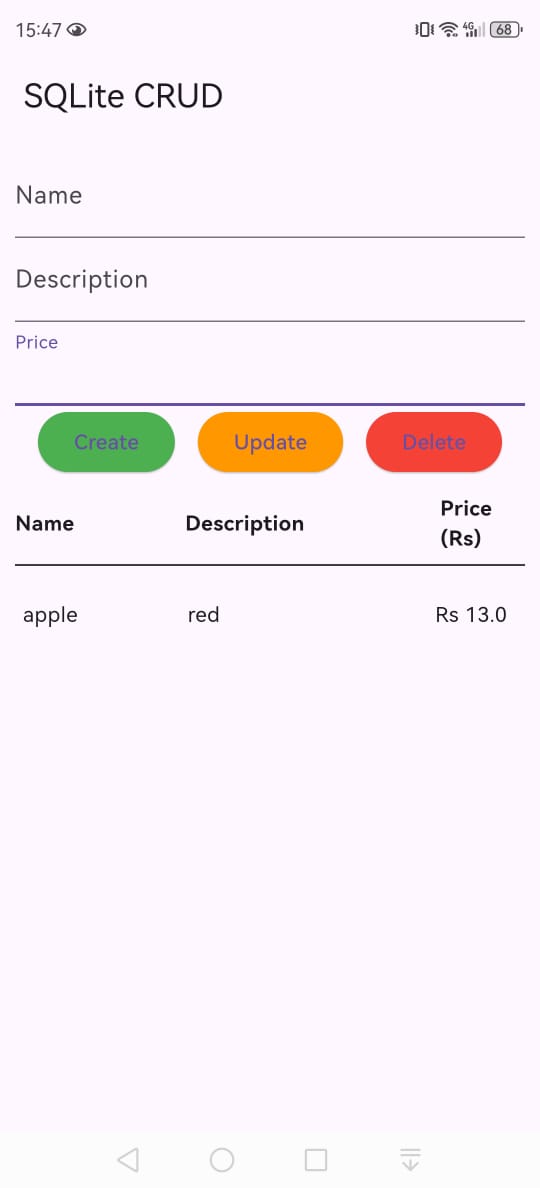 15:47 4G 68
SQLite CRUD
Name
Description
Price
Create Update Delete
Name Description Price (Rs)
apple red Rs 13.0